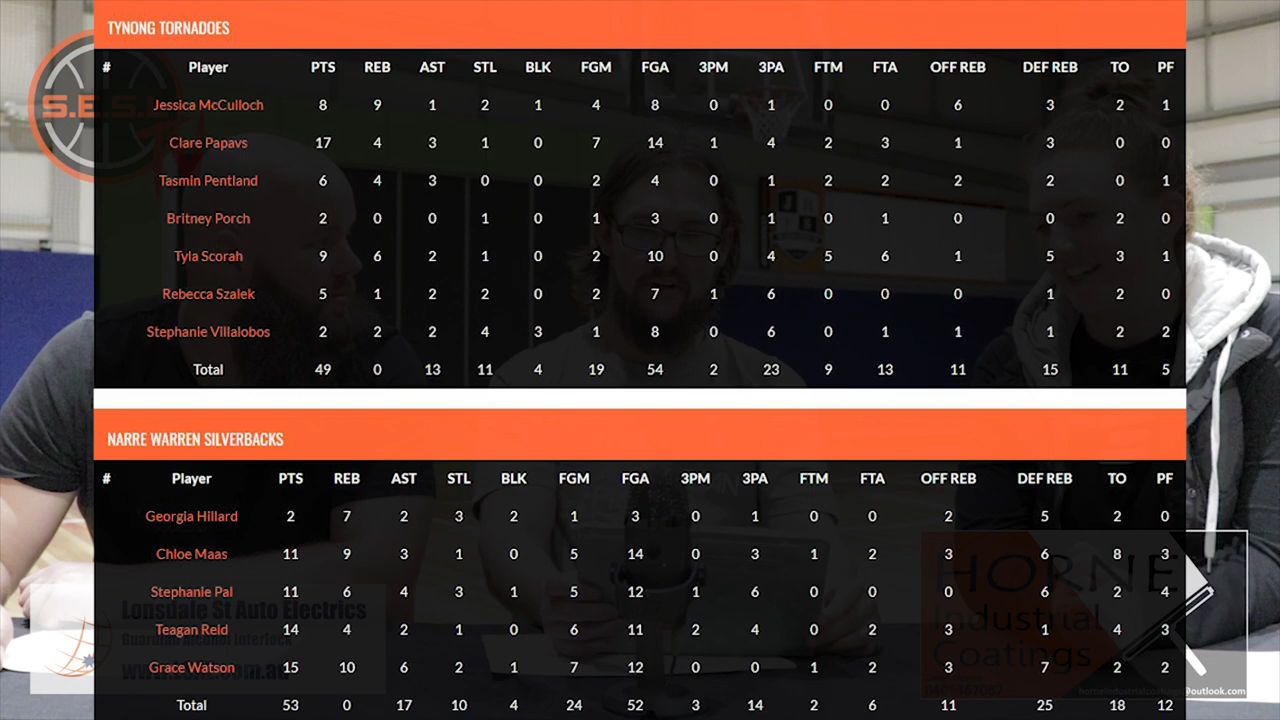 TYNONG TORNADOES
# Player PTS REB AST STL BLK FGM FGA 3PM 3PA FTM FTA OFF REB DEF REB TO PF
Jessica McCulloch 8 9 1 2 1 4 8 0 1 0 0 6 3 2 1
Clare Papavs 17 4 3 1 0 7 14 1 4 2 3 1 3 0 0
Tasmin Pentland 6 4 3 0 0 2 4 0 1 2 2 2 2 0 1
Britney Porch 2 0 0 1 0 1 3 0 1 0 1 0 0 2 0
Tyla Scorah 9 6 2 1 0 2 10 0 4 5 6 1 5 3 1
Rebecca Szalek 5 1 2 2 0 2 7 1 6 0 0 0 1 2 0
Stephanie Villalobos 2 2 2 4 3 1 8 0 6 0 1 1 1 2 2
Total 49 0 13 11 4 19 54 2 23 9 13 11 15 11 5
NARRE WARREN SILVERBACKS
# Player PTS REB AST STL BLK FGM FGA 3PM 3PA FTM FTA OFF REB DEF REB TO PF
Georgia Hillard 2 7 2 3 2 1 3 0 1 0 0 2 5 2 0
Chloe Maas 11 9 3 1 0 5 14 0 3 1 2 3 6 8 3
Stephanie Pal 11 6 4 3 1 5 12 1 6 0 0 0 6 2 4
Teagan Reid 14 4 2 1 0 6 11 2 4 0 2 3 1 4 3
Grace Watson 15 10 6 2 1 7 12 0 0 1 2 3 7 2 2
Total 53 0 17 10 4 24 52 3 14 2 6 11 25 18 12
S.E.S.
Lonsdale St Auto Electrics
Guardian Alcohol Interlock
HORNE
Industrial
Coatings
horneindustrialcoatings@outlook.com